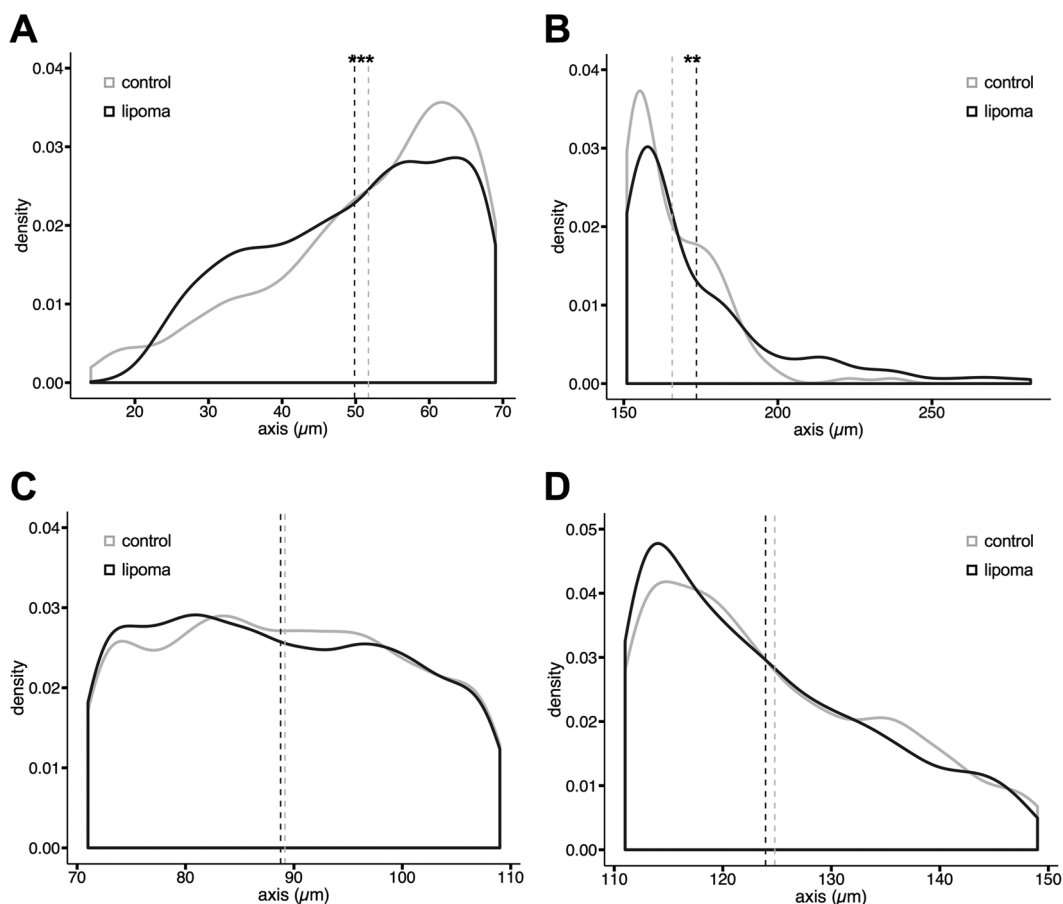 A
***
0.04
0.03
0.02
0.01
0.00
density
control
lipoma
20 30 40 50 60 70
axis (µm)
B
**
0.04
0.03
0.02
0.01
0.00
density
control
lipoma
150 200 250
axis (µm)
C
0.04
0.03
0.02
0.01
0.00
density
control
lipoma
70 80 90 100 110
axis (µm)
D
0.05
0.04
0.03
0.02
0.01
0.00
density
control
lipoma
110 120 130 140 150
axis (µm)